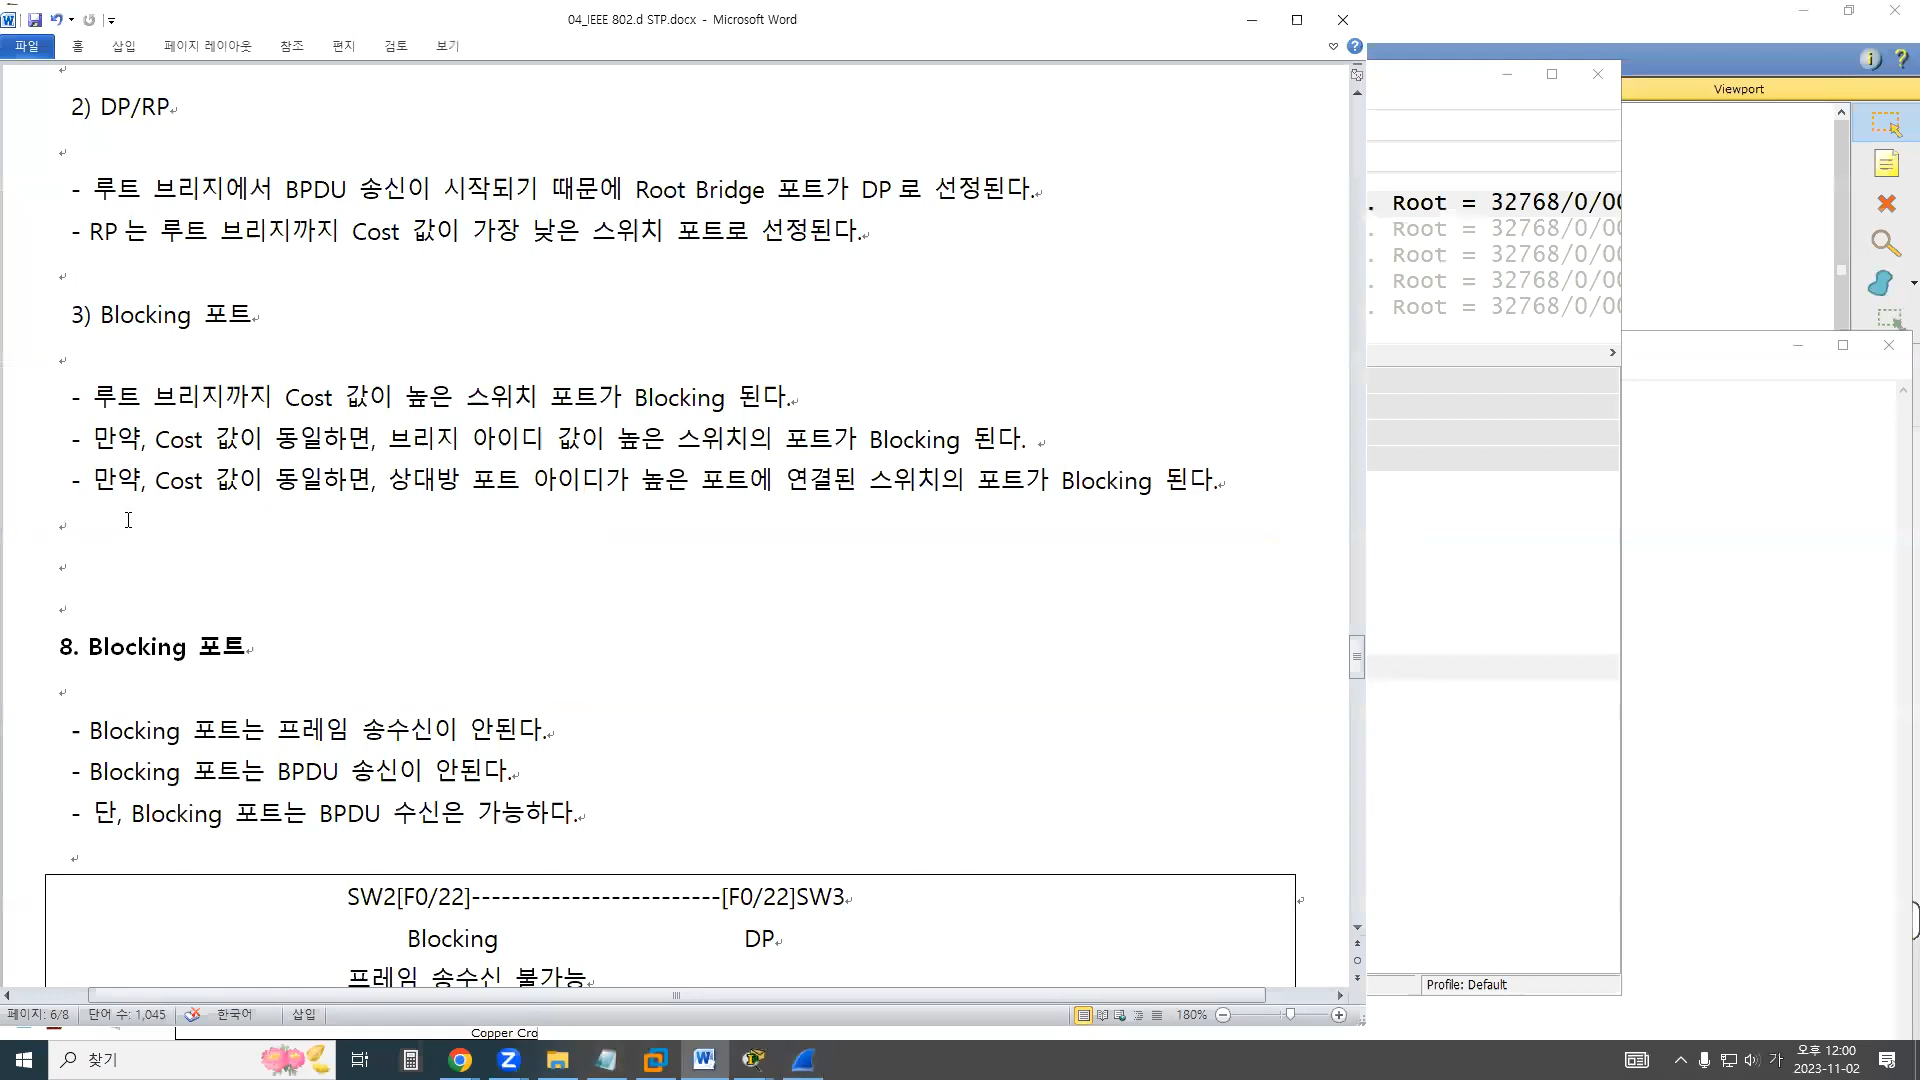 04_IEEE 802.d STP.docx - Microsoft Word
파일 홈 삽입 페이지 레이아웃 참조 편지 검토 보기
Viewport
2) DP/RP
- 루트 브리지에서 BPDU 송신이 시작되기 때문에 Root Bridge 포트가 DP로 선정된다.
- RP는 루트 브리지까지 Cost 값이 가장 낮은 스위치 포트로 선정된다.
3) Blocking 포트
- 루트 브리지까지 Cost 값이 높은 스위치 포트가 Blocking 된다.
- 만약, Cost 값이 동일하면, 브리지 아이디 값이 높은 스위치의 포트가 Blocking 된다.
- 만약, Cost 값이 동일하면, 상대방 포트 아이디가 높은 포트에 연결된 스위치의 포트가 Blocking 된다.
8. Blocking 포트
- Blocking 포트는 프레임 송수신이 안된다.
- Blocking 포트는 BPDU 송신이 안된다.
- 단, Blocking 포트는 BPDU 수신은 가능하다.
SW2[F0/22]-------------------------[F0/22]SW3
Blocking DP
프레임 송수신 불가능
. Root = 32768/0/00
. Root = 32768/0/00
. Root = 32768/0/00
. Root = 32768/0/00
. Root = 32768/0/00
Profile: Default
페이지: 6/8 단어 수: 1,045 한국어 삽입 180%
Copper Cro
찾기
가 오후 12:00
2023-11-02